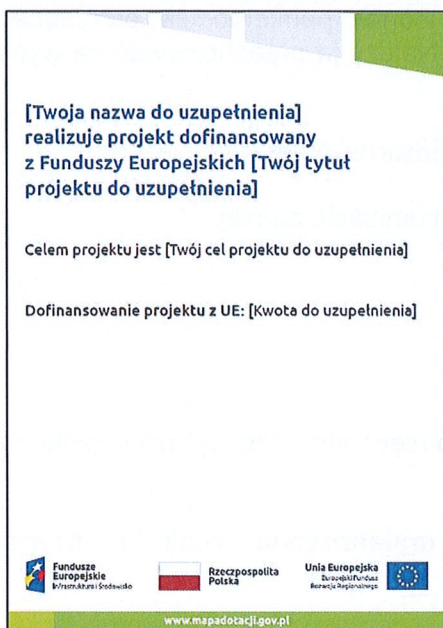 [Twoja nazwa do uzupełnienia]
realizuje projekt dofinansowany
z Funduszy Europejskich [Twój tytuł
projektu do uzupełnienia]
Celem projektu jest [Twój cel projektu do uzupełnienia]
Dofinansowanie projektu z UE: [Kwota do uzupełnienia]
Fundusze
Europejskie
Infrastruktura i Środowisko
Rzeczpospolita
Polska
Unia Europejska
Europejski Fundusz
Rozwoju Regionalnego
www.mapadotacji.gov.pl